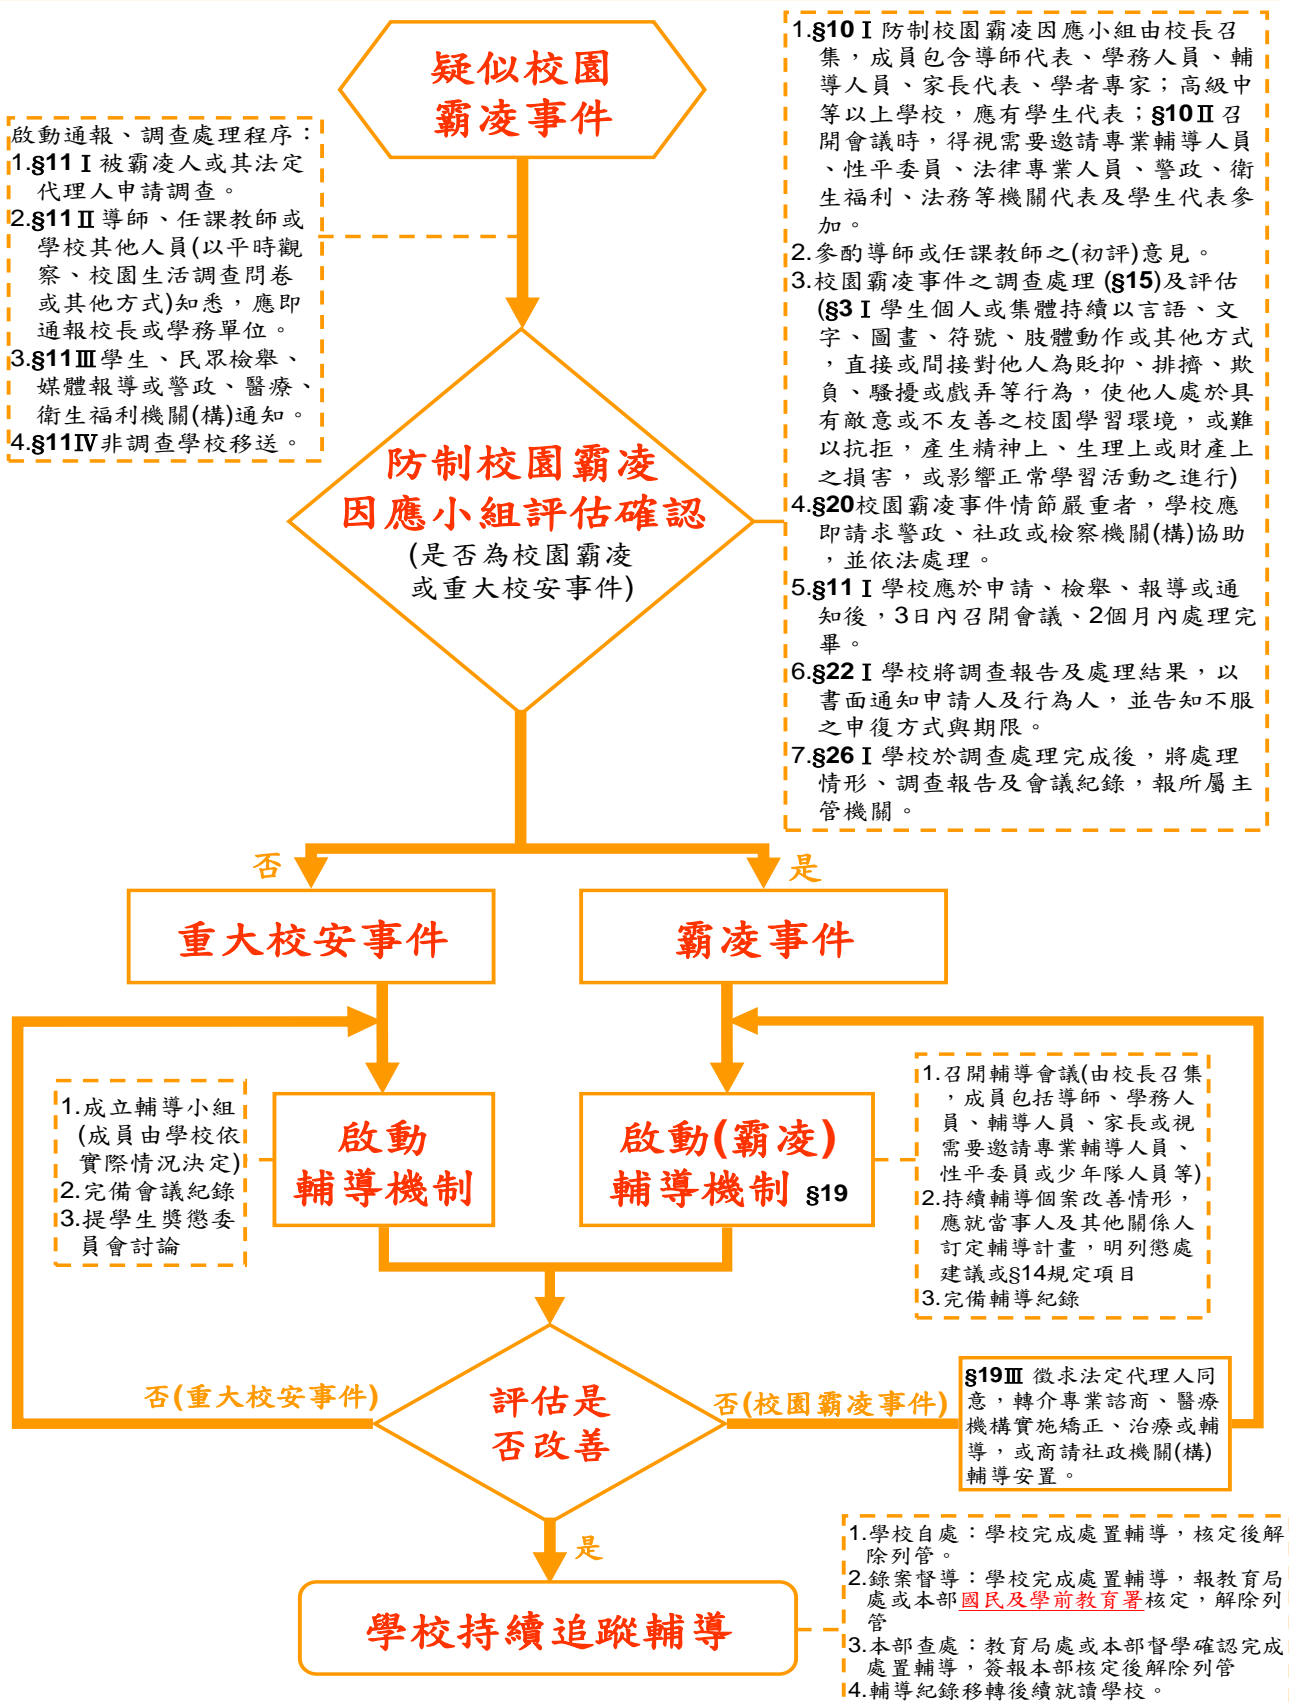 疑似校園
霸凌事件
啟動通報、調查處理程序：
1.§11Ⅰ被霸凌人或其法定
代理人申請調查。
2.§11Ⅱ導師、任課教師或
學校其他人員(以平時觀
察、校園生活調查問卷
或其他方式)知悉，應即
通報校長或學務單位。
3.§11Ⅲ學生、民眾檢舉、
媒體報導或警政、醫療、
衛生福利機關(構)通知。
4.§11Ⅳ非調查學校移送。
1.§10Ⅰ防制校園霸凌因應小組由校長召
集，成員包含導師代表、學務人員、輔
導人員、家長代表、學者專家；高級中
等以上學校，應有學生代表；§10Ⅱ召
開會議時，得視需要邀請專業輔導人員
、性平委員、法律專業人員、警政、衛
生福利、法務等機關代表及學生代表參
加。
2.參酌導師或任課教師之(初評)意見。
3.校園霸凌事件之調查處理 (§15)及評估
(§3Ⅰ學生個人或集體持續以言語、文
字、圖畫、符號、肢體動作或其他方式
，直接或間接對他人為貶抑、排擠、欺
負、騷擾或戲弄等行為，使他人處於具
有敵意或不友善之校園學習環境，或難
以抗拒，產生精神上、生理上或財產上
之損害，或影響正常學習活動之進行)
4.§20校園霸凌事件情節嚴重者，學校應
即請求警政、社政或檢察機關(構)協助
，並依法處理。
5.§11Ⅰ學校應於申請、檢舉、報導或通
知後，3日內召開會議、2個月內處理完
畢。
6.§22Ⅰ學校將調查報告及處理結果，以
書面通知申請人及行為人，並告知不服
之申復方式與期限。
7.§26Ⅰ學校於調查處理完成後，將處理
情形、調查報告及會議紀錄，報所屬主
管機關。
防制校園霸凌
因應小組評估確認
(是否為校園霸凌
或重大校安事件)
否
是
重大校安事件
霸凌事件
1.成立輔導小組
(成員由學校依
實際情況決定)
2.完備會議紀錄
3.提學生獎懲委
員會討論
啟動
輔導機制
啟動(霸凌)
輔導機制 §19
1.召開輔導會議(由校長召集
，成員包括導師、學務人
員、輔導人員、家長或視
需要邀請專業輔導人員、
性平委員或少年隊人員等)
2.持續輔導個案改善情形，
應就當事人及其他關係人
訂定輔導計畫，明列懲處
建議或§14規定項目
3.完備輔導紀錄
否(重大校安事件)
評估是
否改善
否(校園霸凌事件)
§19Ⅲ 徵求法定代理人同
意，轉介專業諮商、醫療
機構實施矯正、治療或輔
導，或商請社政機關(構)
輔導安置。
是
學校持續追蹤輔導
1.學校自處：學校完成處置輔導，核定後解
除列管。
2.錄案督導：學校完成處置輔導，報教育局
處或本部國民及學前教育署核定，解除列
管
3.本部查處：教育局處或本部督學確認完成
處置輔導，簽報本部核定後解除列管
4.輔導紀錄移轉後續就讀學校。